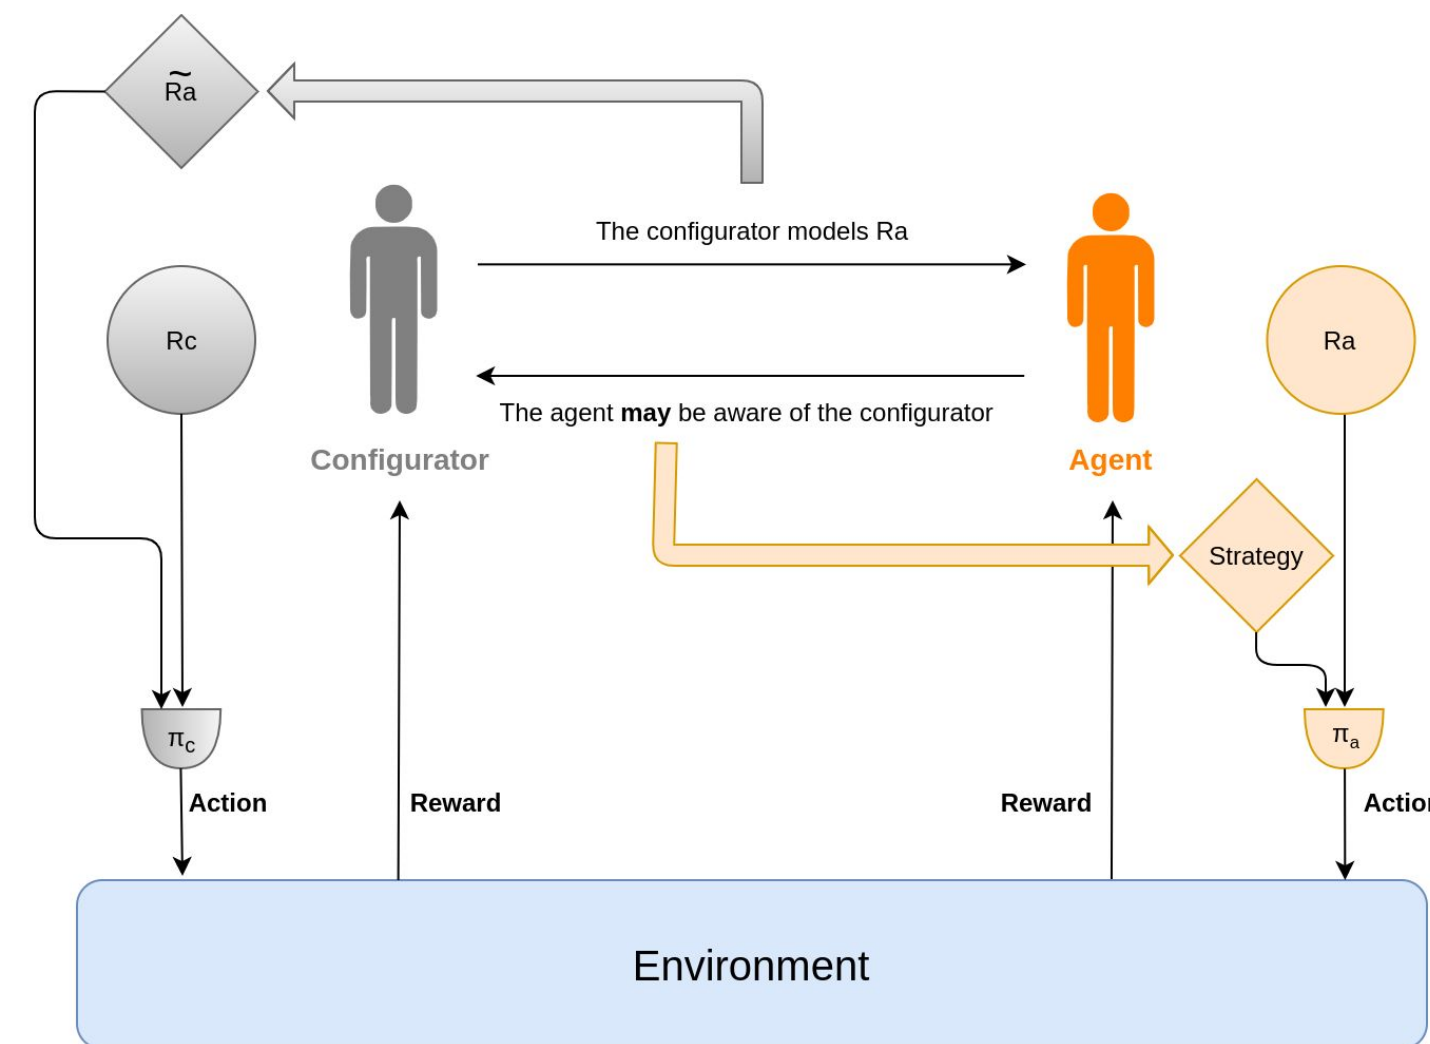 ~
Ra
The configurator models Ra
Rc
Ra
The agent may be aware of the configurator
Configurator
Agent
Strategy
πc
πa
Action
Reward
Reward
Action
Environment